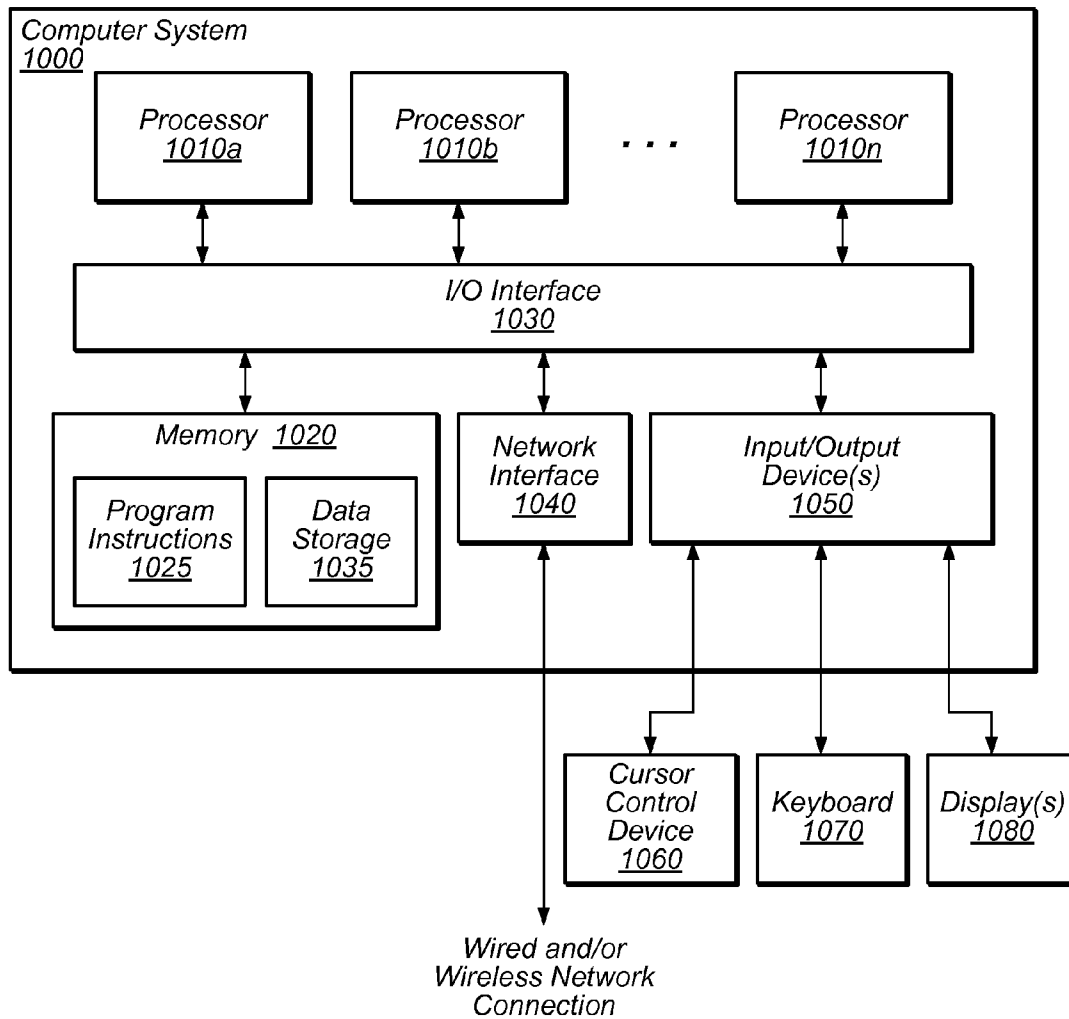 Computer System
1000
Processor
1010a
Processor
1010b
. . .
Processor
1010n
I/O Interface
1030
Memory 1020
Program
Instructions
1025
Data
Storage
1035
Network
Interface
1040
Input/Output
Device(s)
1050
Cursor
Control
Device
1060
Keyboard
1070
Display(s)
1080
Wired and/or
Wireless Network
Connection